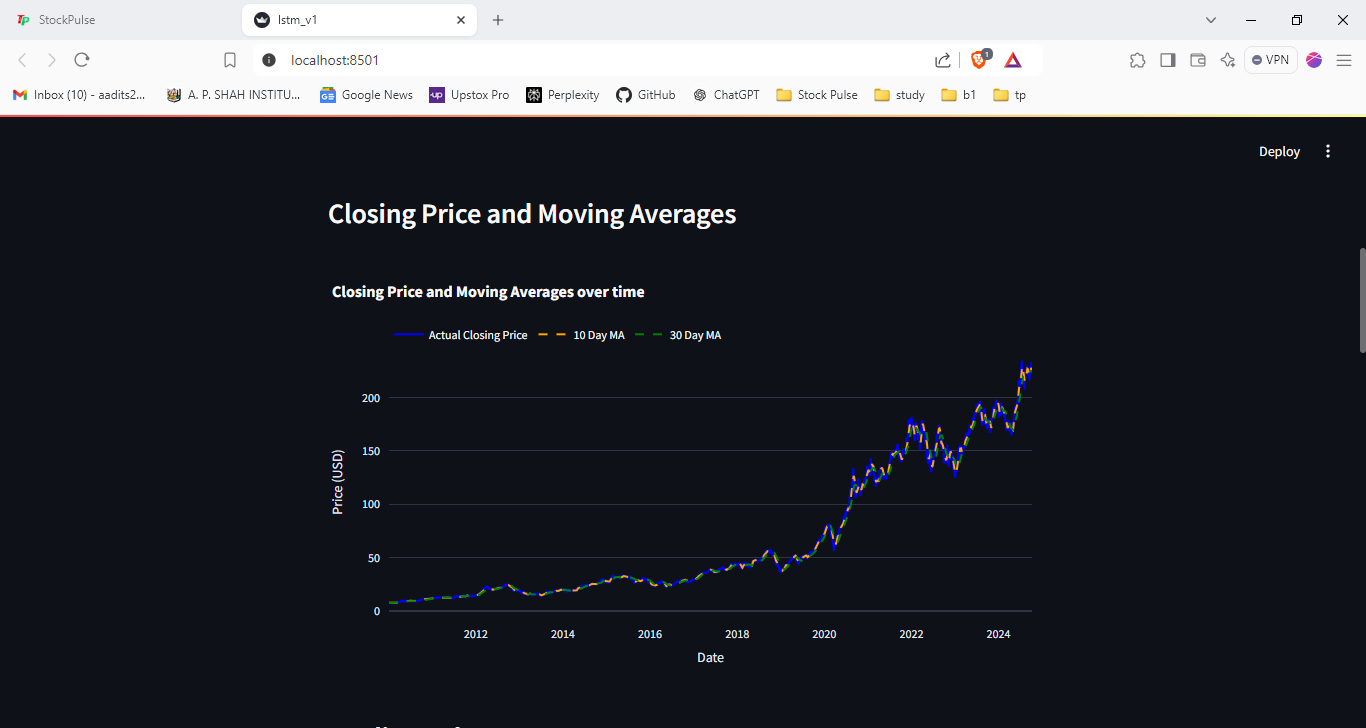 StockPulse
lstm_v1
localhost:8501
1
VPN
Inbox (10) - aadits2...
A. P. SHAH INSTITU...
Google News
Upstox Pro
Perplexity
GitHub
ChatGPT
Stock Pulse
study
b1
tp
Deploy
Closing Price and Moving Averages
Closing Price and Moving Averages over time
Actual Closing Price
10 Day MA
30 Day MA
200
150
100
50
0
Price (USD)
2012
2014
2016
2018
2020
2022
2024
Date